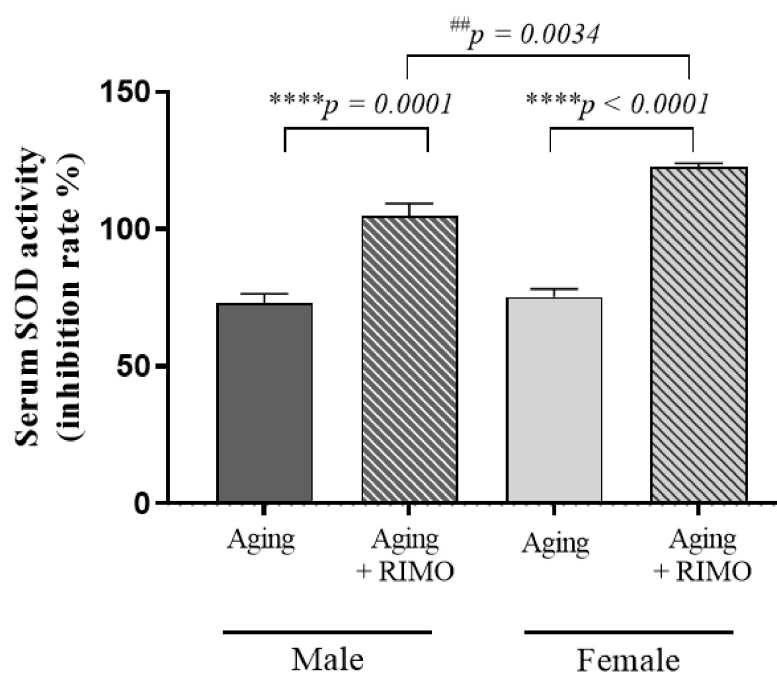 ##p = 0.0034
****p = 0.0001
****p < 0.0001
Serum SOD activity
(inhibition rate %)
150
100
50
0
Aging
Aging
+ RIMO
Aging
Aging
+ RIMO
Male
Female